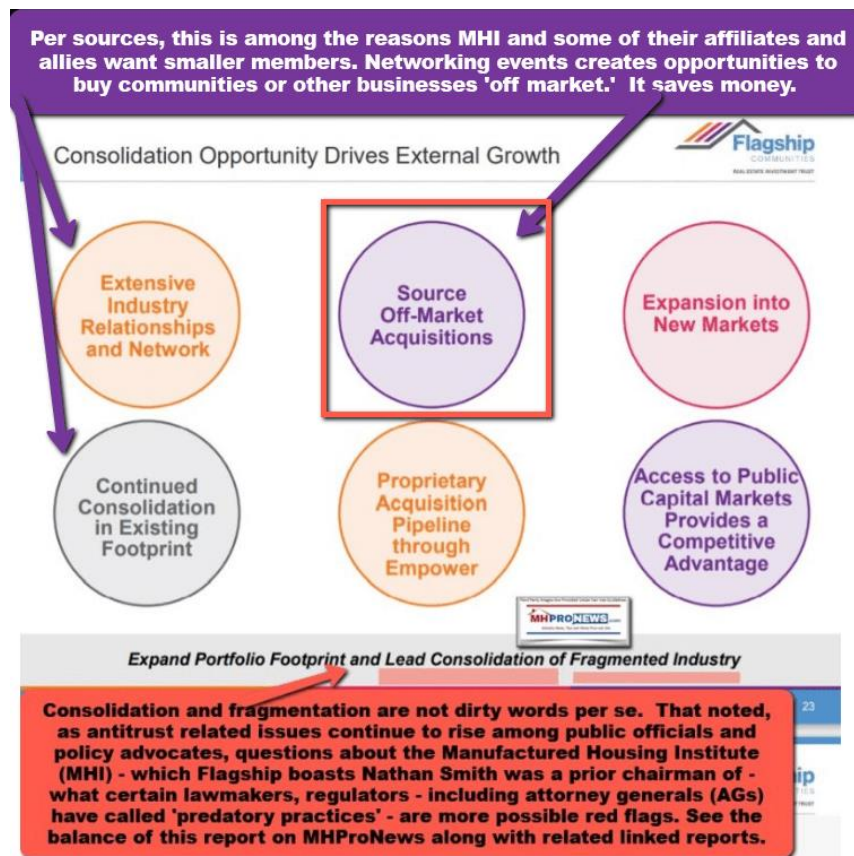 Per sources, this is among the reasons MHI and some of their affiliates and
allies want smaller members. Networking events creates opportunities to
buy communities or other businesses 'off market.' It saves money.
Consolidation Opportunity Drives External Growth
Flagship
COMMUNITIES
REAL ESTATE INVESTMENT TRUST
Extensive
Industry
Relationships
and Network
Source
Off-Market
Acquisitions
Expansion into
New Markets
Continued
Consolidation
in Existing
Footprint
Proprietary
Acquisition
Pipeline
through
Empower
Access to Public
Capital Markets
Provides a
Competitive
Advantage
MHPRONEWS.com
Expand Portfolio Footprint and Lead Consolidation of Fragmented Industry
Consolidation and fragmentation are not dirty words per se. That noted,
as antitrust related issues continue to rise among public officials and
policy advocates, questions about the Manufactured Housing Institute
(MHI) - which Flagship boasts Nathan Smith was a prior chairman of -
what certain lawmakers, regulators - including attorney generals (AGs)
have called 'predatory practices' - are more possible red flags. See the
balance of this report on MHProNews along with related linked reports.
23
ip